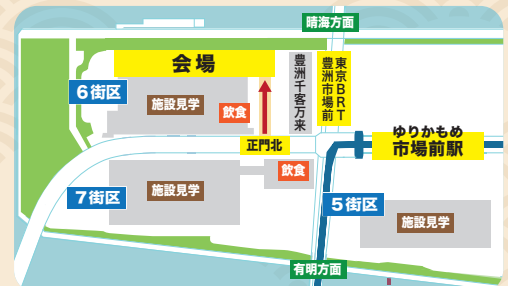 晴海方面
会場
豊洲千客万来
東京BRT
豊洲市場前
6街区
施設見学
飲食
ゆりかもめ
市場前駅
正門北
飲食
7街区
施設見学
5街区
施設見学
有明方面